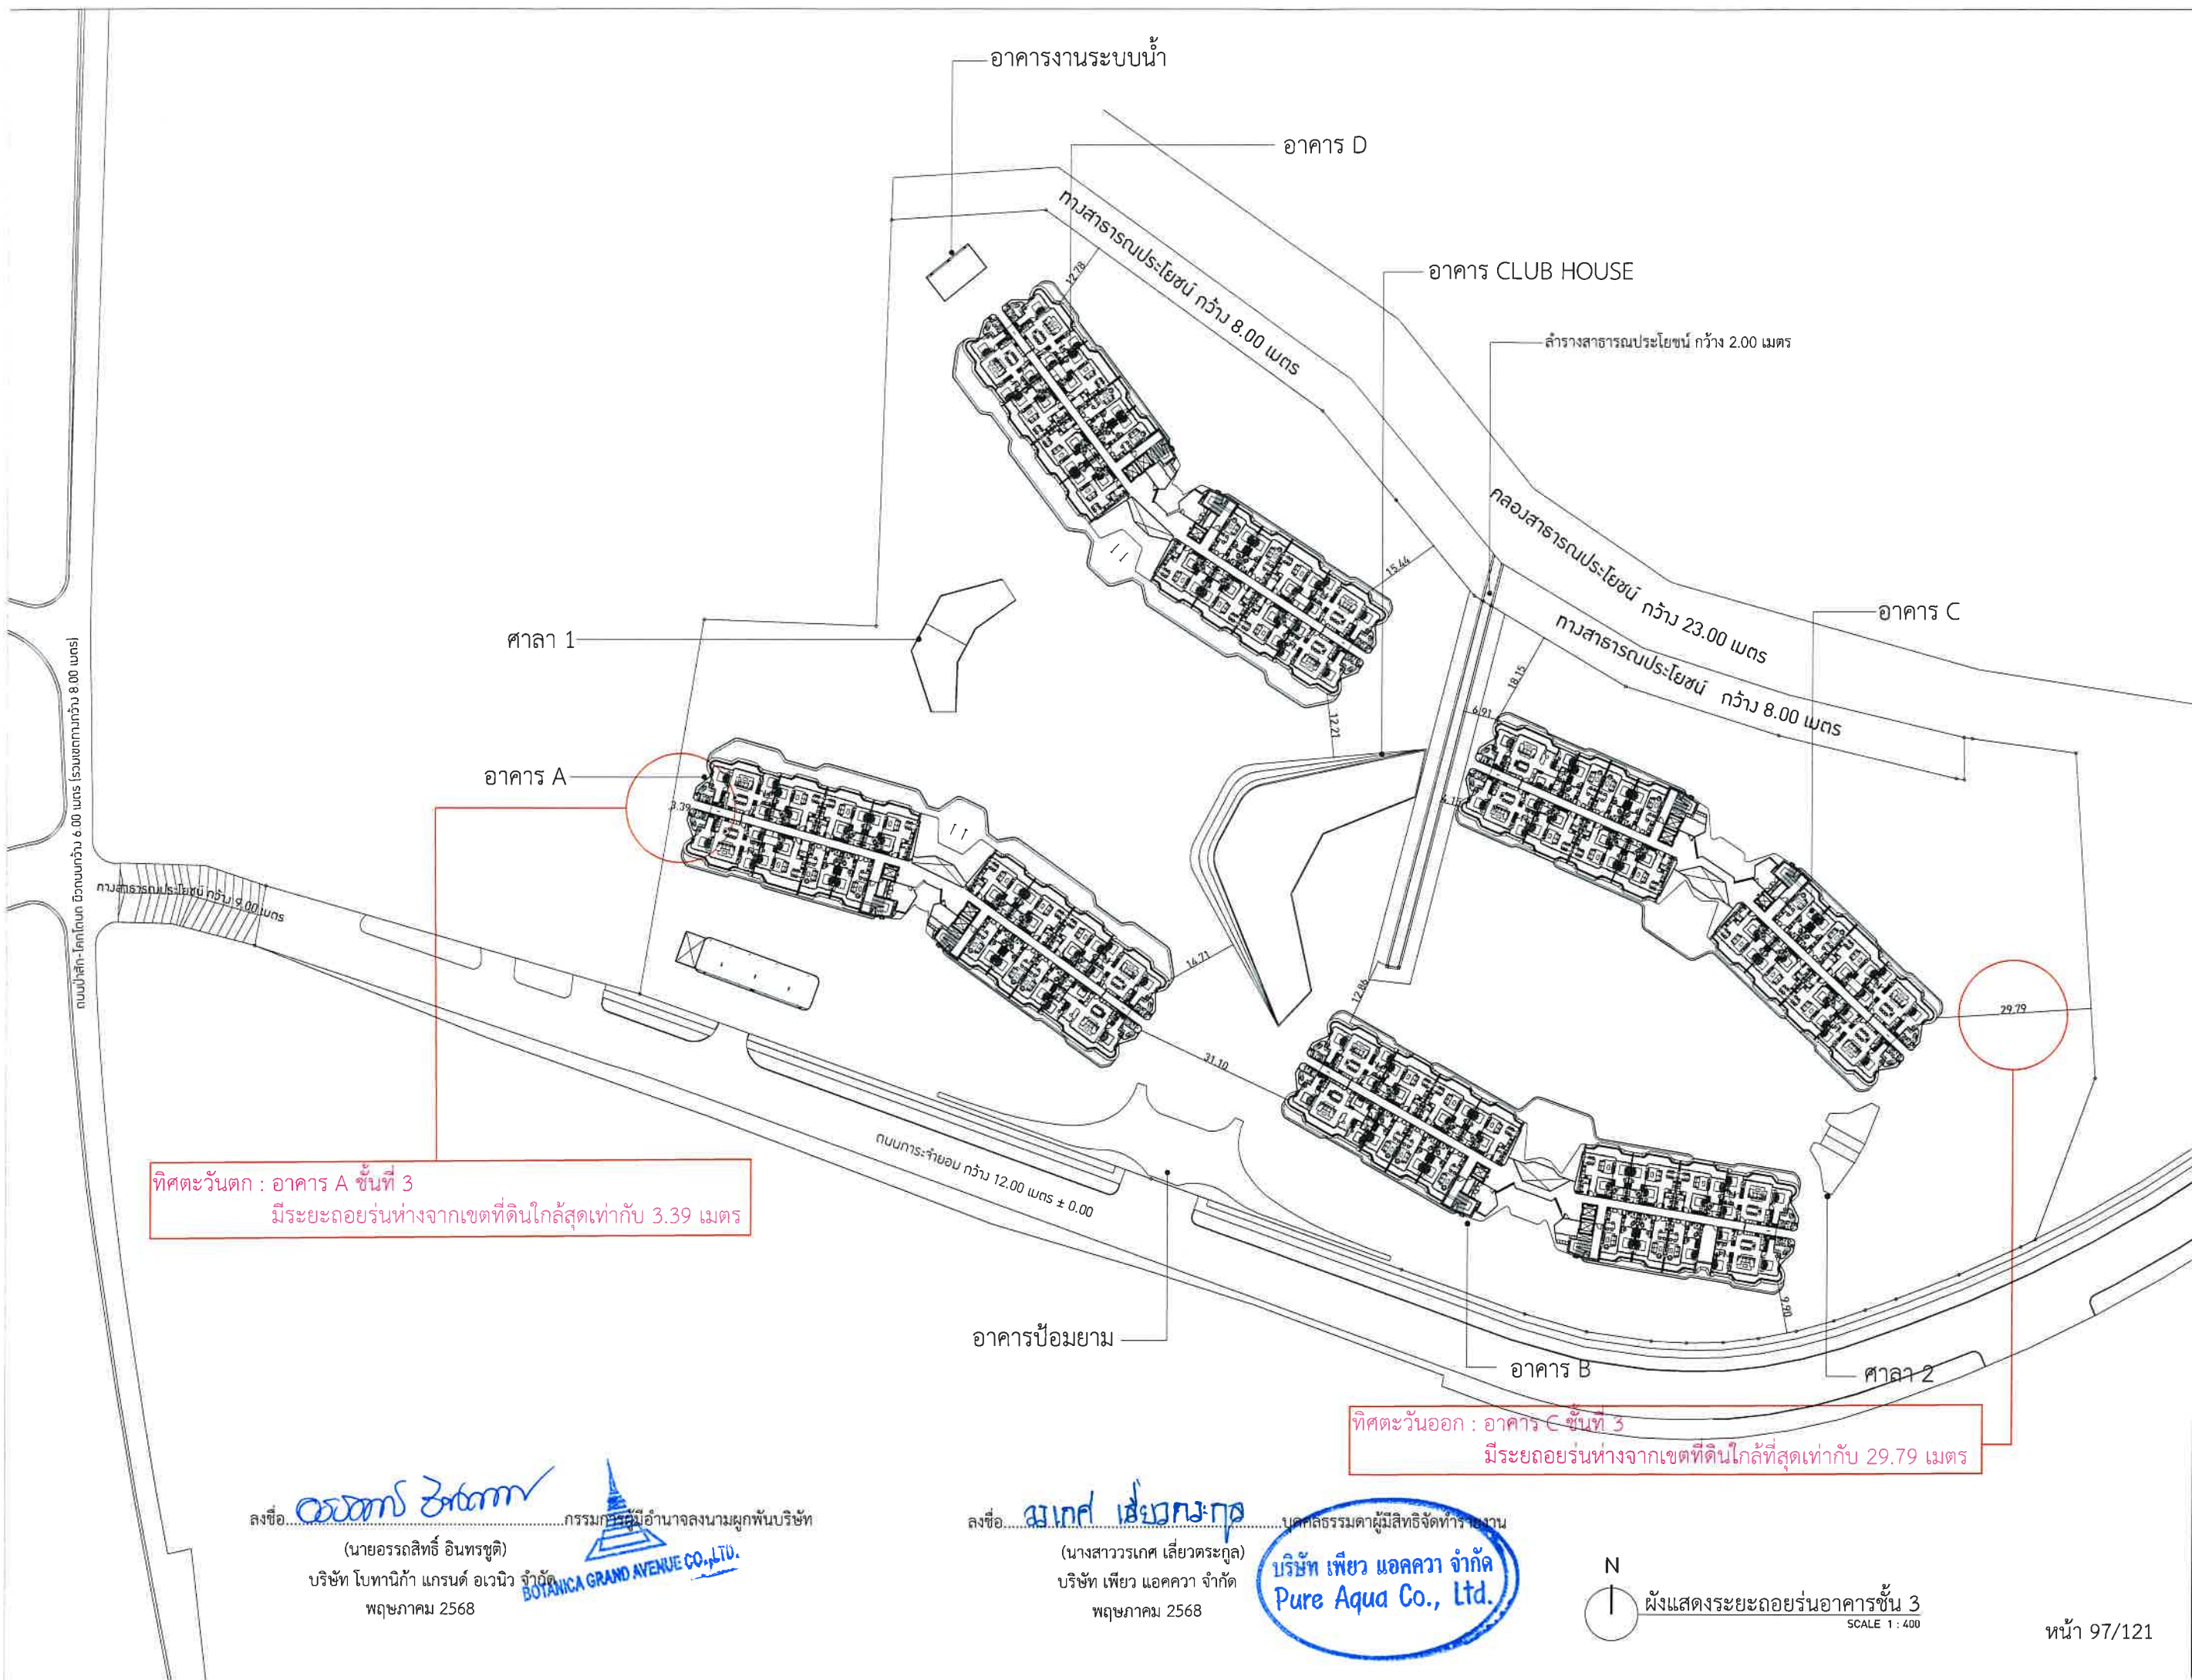 อาคารงานระบบน้ำ
อาคาร D
ทางสาธารณประโยชน์ กว้าง 8.00 เมตร
12.78
อาคาร CLUB HOUSE
ลำรางสาธารณประโยชน์ กว้าง 2.00 เมตร
คลองสาธารณประโยชน์ กว้าง 23.00 เมตร
15.44
อาคาร C
ทางสาธารณประโยชน์ กว้าง 8.00 เมตร
ศาลา 1
18.15
6.91
12.21
อาคาร A
3.39
ถนนป่าสัก-โคกโตนด ผิวถนนกว้าง 6.00 เมตร (รวมเขตทางกว้าง 8.00 เมตร)
ทางสาธารณประโยชน์ กว้าง 9.00 เมตร
14.71
12.86
29.79
31.10
ถนนภาระจำยอม กว้าง 12.00 เมตร ± 0.00
ทิศตะวันตก : อาคาร A ชั้นที่ 3
มีระยะถอยร่นห่างจากเขตที่ดินใกล้สุดเท่ากับ 3.39 เมตร
9.90
อาคารป้อมยาม
อาคาร B
ศาลา 2
ทิศตะวันออก : อาคาร C ชั้นที่ 3
มีระยถอยร่นห่างจากเขตที่ดินใกล้ที่สุดเท่ากับ 29.79 เมตร
ลงชื่อ........กรรมการผู้มีอำนาจลงนามผูกพันบริษัท
(นายอรรถสิทธิ์ อินทรชูติ)
บริษัท โบทานิก้า แกรนด์ อเวนิว จำกัด
BOTANICA GRAND AVENUE CO.,LTD.
พฤษภาคม 2568
ลงชื่อ........บุคคลธรรมดาผู้มีสิทธิจัดทำรายงาน
(นางสาววรเกศ เลี่ยวตระกูล)
บริษัท เพียว แอคควา จำกัด
พฤษภาคม 2568
บริษัท เพียว แอคควา จำกัด
Pure Aqua Co., Ltd.
N
ผังแสดงระยะถอยร่นอาคารชั้น 3
SCALE 1 : 400
หน้า 97/121